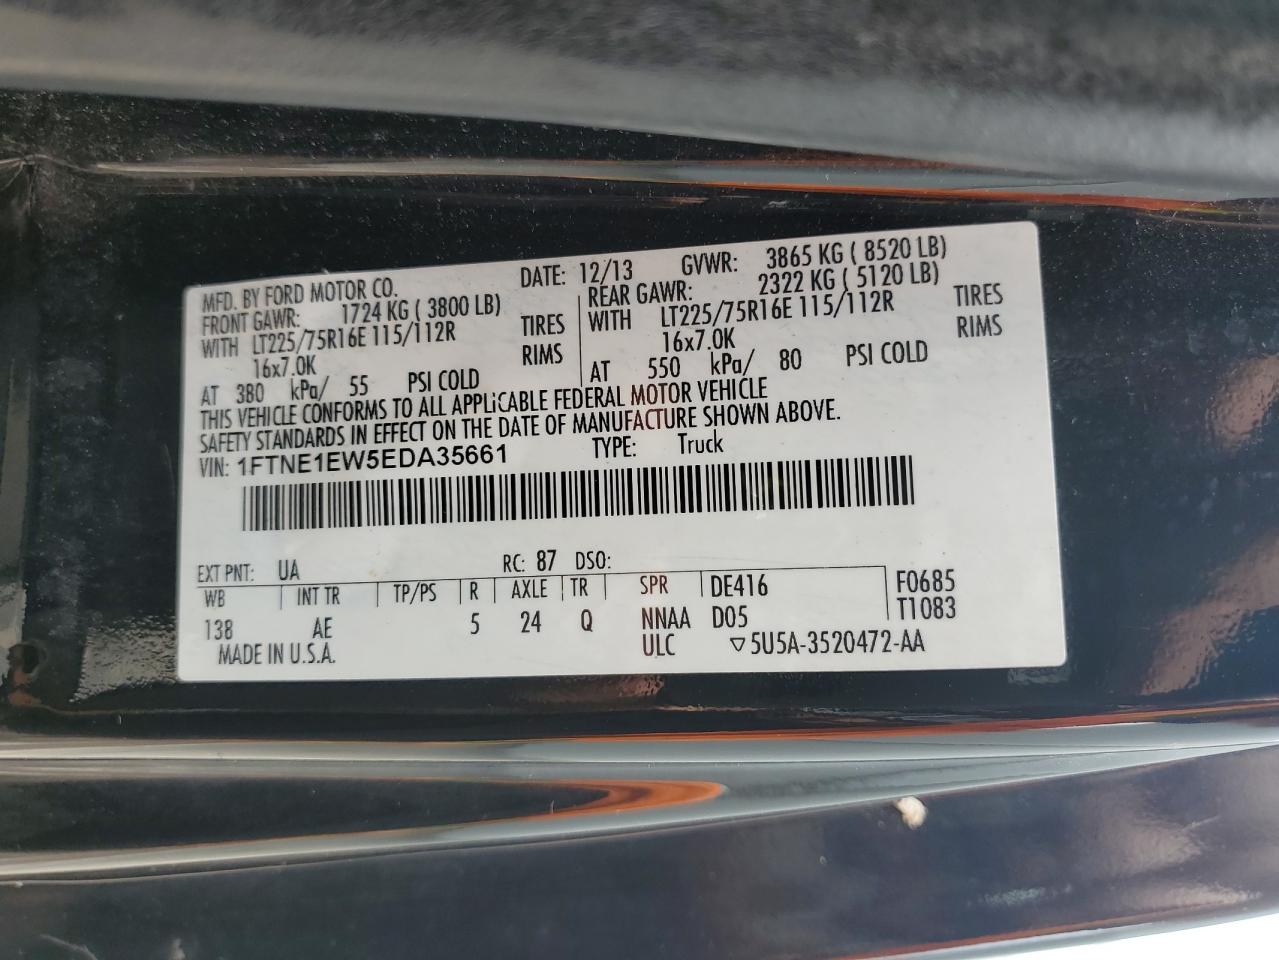 MFD. BY FORD MOTOR CO. DATE: 12/13 GVWR: 3865 KG ( 8520 LB)
FRONT GAWR: 1724 KG ( 3800 LB) REAR GAWR: 2322 KG ( 5120 LB)
WITH LT225/75R16E 115/112R TIRES WITH LT225/75R16E 115/112R TIRES
16x7.0K RIMS 16x7.0K RIMS
AT 380 kPa/ 55 PSI COLD AT 550 kPa/ 80 PSI COLD
THIS VEHICLE CONFORMS TO ALL APPLiCABLE FEDERAL MOTOR VEHICLE
SAFETY STANDARDS IN EFFECT ON THE DATE OF MANUFACTURE SHOWN ABOVE.
VIN: 1FTNE1EW5EDA35661 TYPE: Truck
EXT PNT: UA RC: 87 DSO:
WB INT TR TP/PS R AXLE TR SPR DE416 F0685
138 AE 5 24 Q NNAA D05 T1083
MADE IN U.S.A. ULC ▽5U5A-3520472-AA